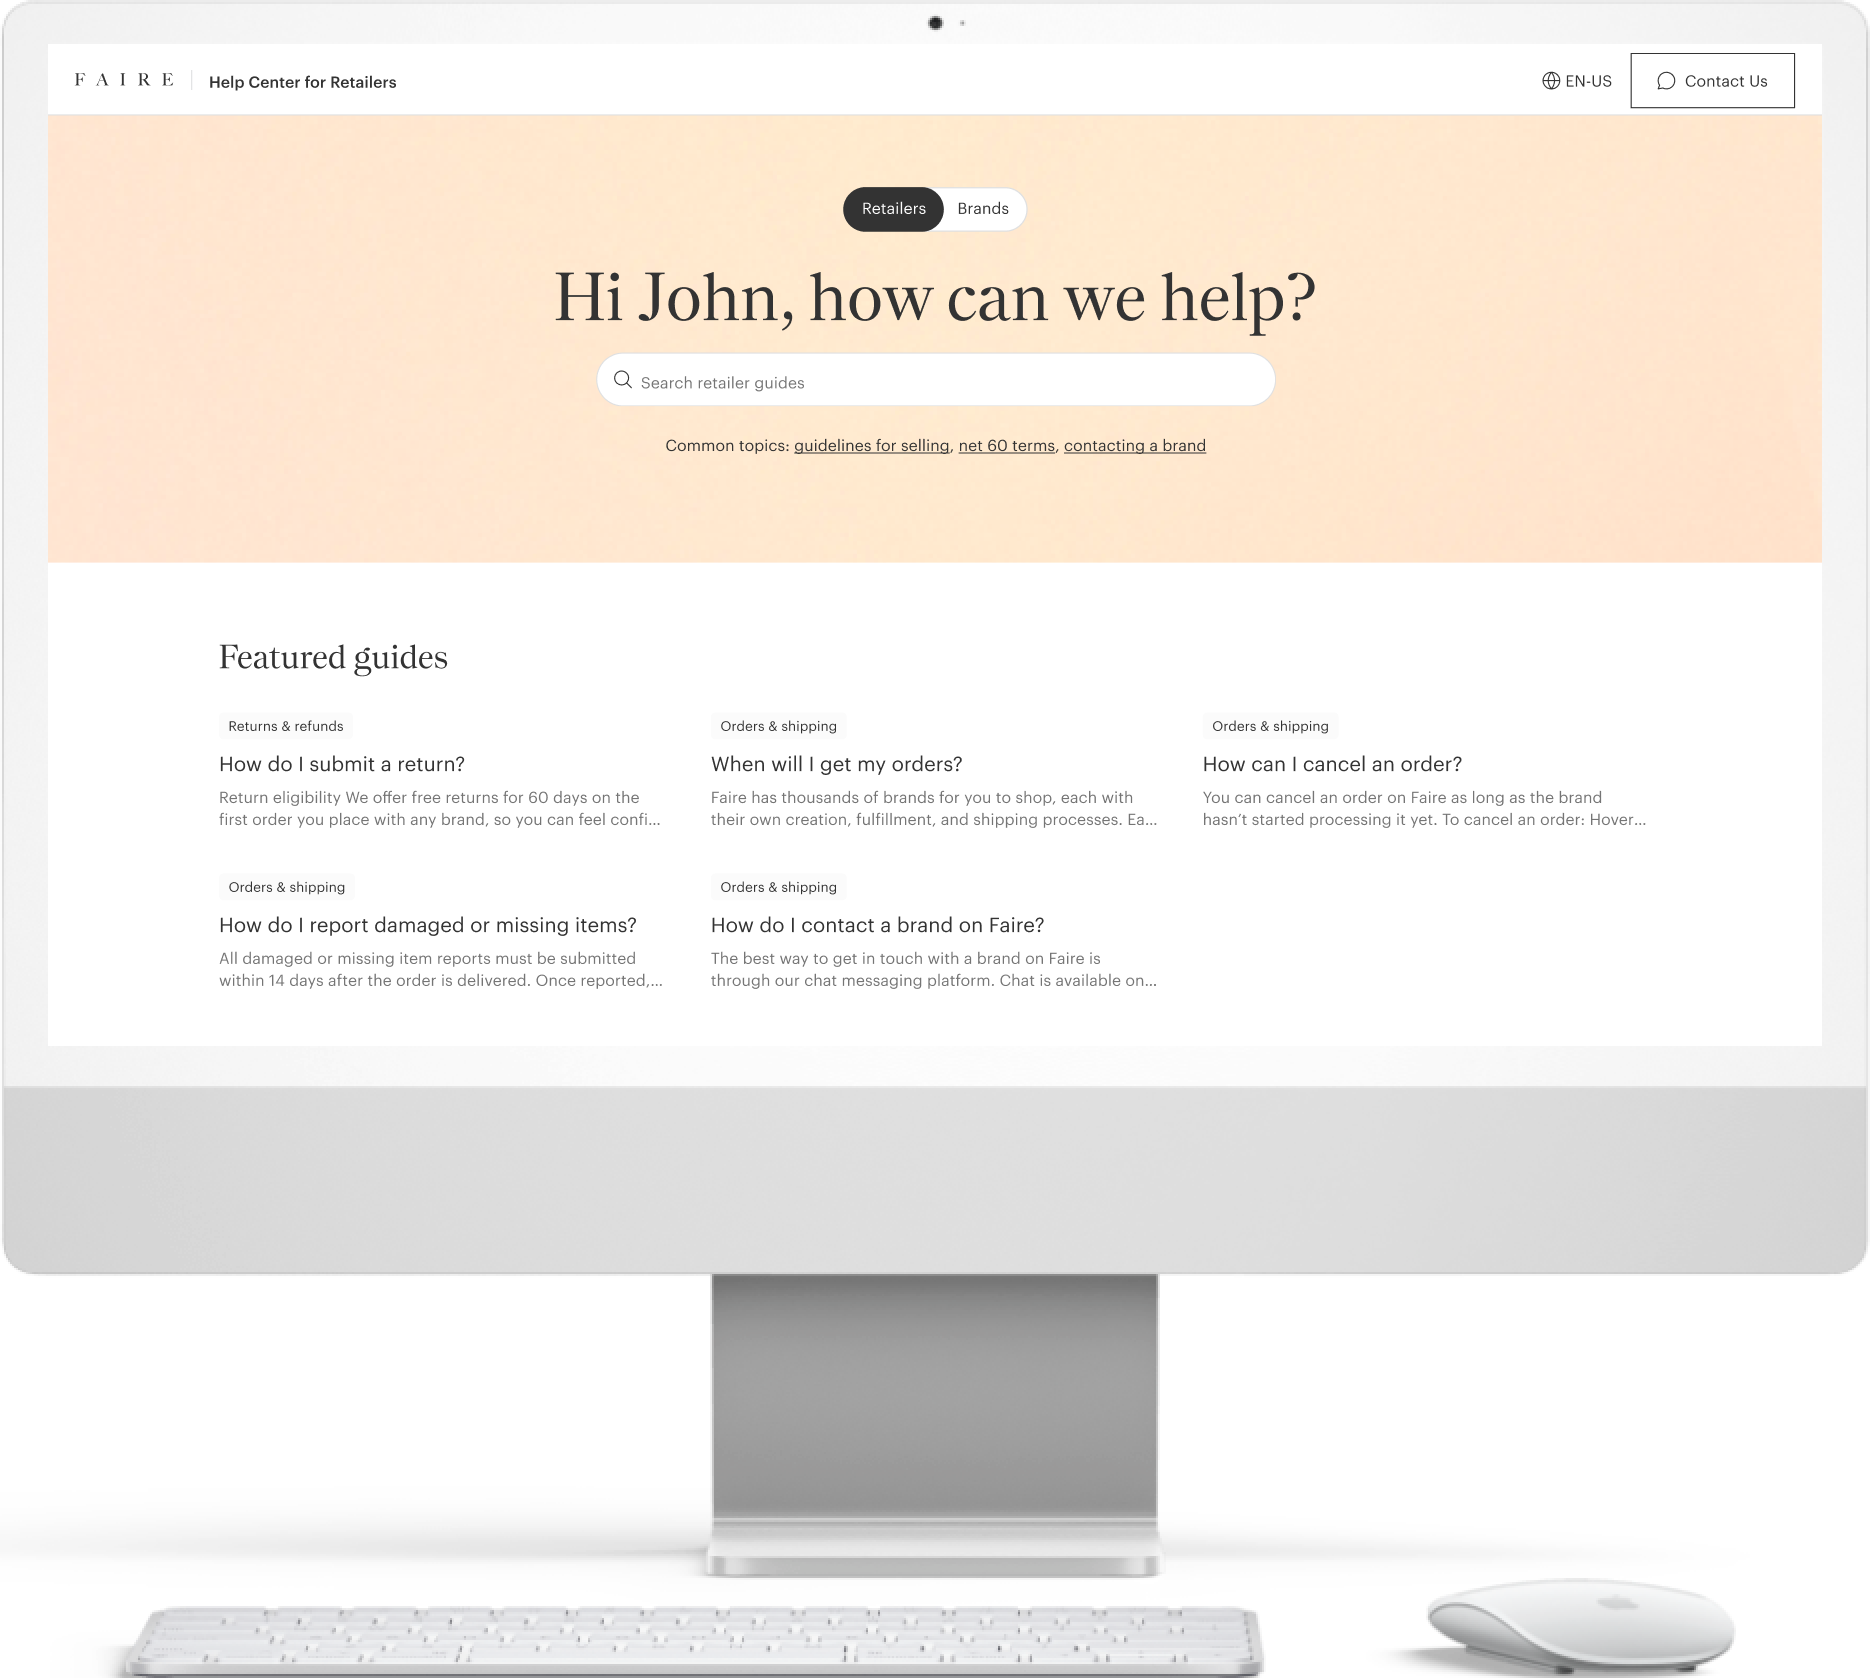 FAIRE
Help Center for Retailers
EN-US
Contact Us
Retailers
Brands
Hi John, how can we help?
Search retailer guides
Common topics: guidelines for selling, net 60 terms, contacting a brand
Featured guides
Returns & refunds
How do I submit a return?
Return eligibility We offer free returns for 60 days on the
first order you place with any brand, so you can feel confi...
Orders & shipping
When will I get my orders?
Faire has thousands of brands for you to shop, each with
their own creation, fulfillment, and shipping processes. Ea...
Orders & shipping
How can I cancel an order?
You can cancel an order on Faire as long as the brand
hasn’t started processing it yet. To cancel an order: Hover...
Orders & shipping
How do I report damaged or missing items?
All damaged or missing item reports must be submitted
within 14 days after the order is delivered. Once reported,...
Orders & shipping
How do I contact a brand on Faire?
The best way to get in touch with a brand on Faire is
through our chat messaging platform. Chat is available on...